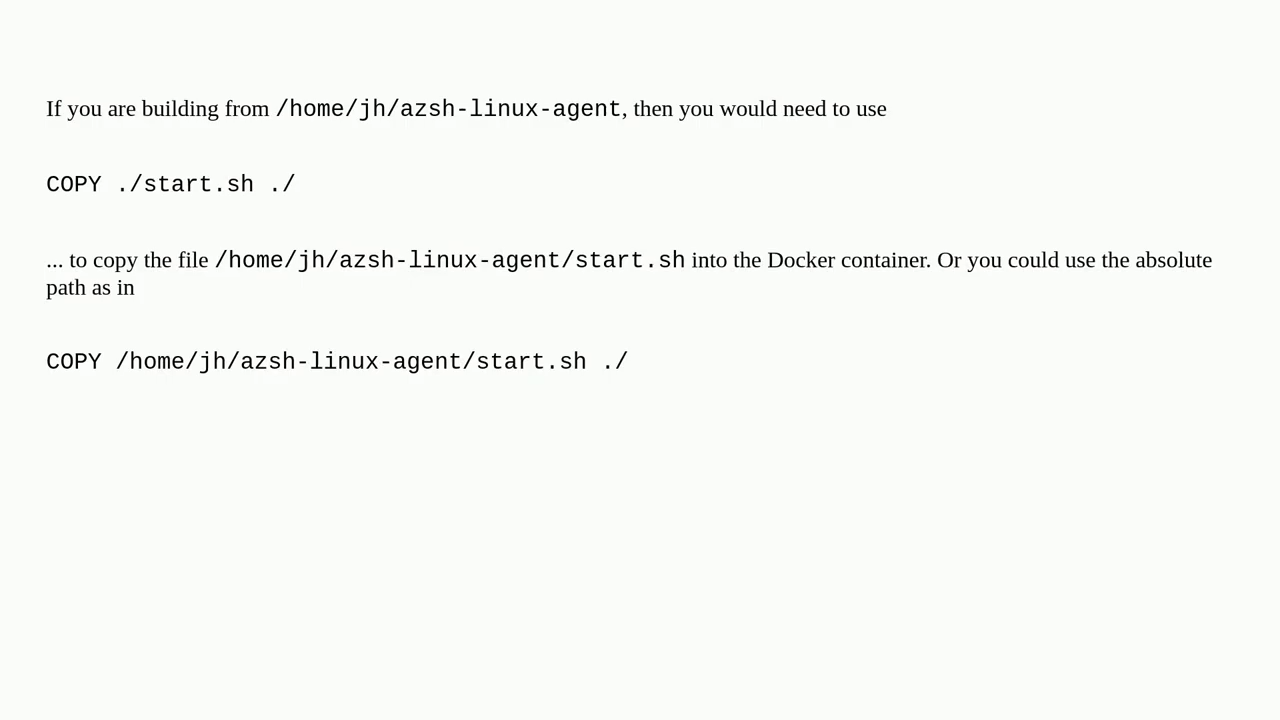 If you are building from /home/jh/azsh-linux-agent, then you would need to use
COPY ./start.sh ./
... to copy the file /home/jh/azsh-linux-agent/start.sh into the Docker container. Or you could use the absolute
path as in
COPY /home/jh/azsh-linux-agent/start.sh ./